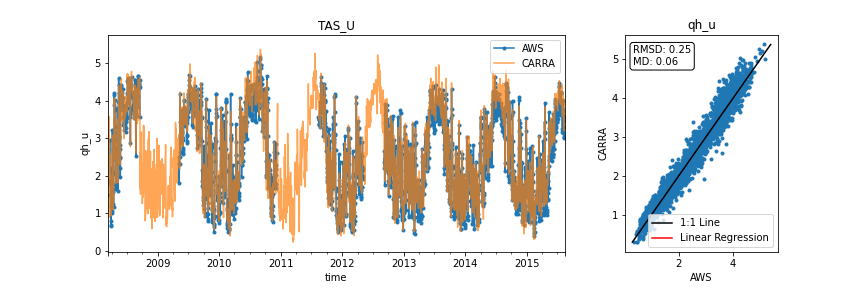 TAS_U
qh_u
5
4
3
2
1
0
AWS
CARRA
2009
2010
2011
2012
2013
2014
2015
time
qh_u
CARRA
5
4
3
2
1
RMSD: 0.25
MD: 0.06
1:1 Line
Linear Regression
2
4
AWS